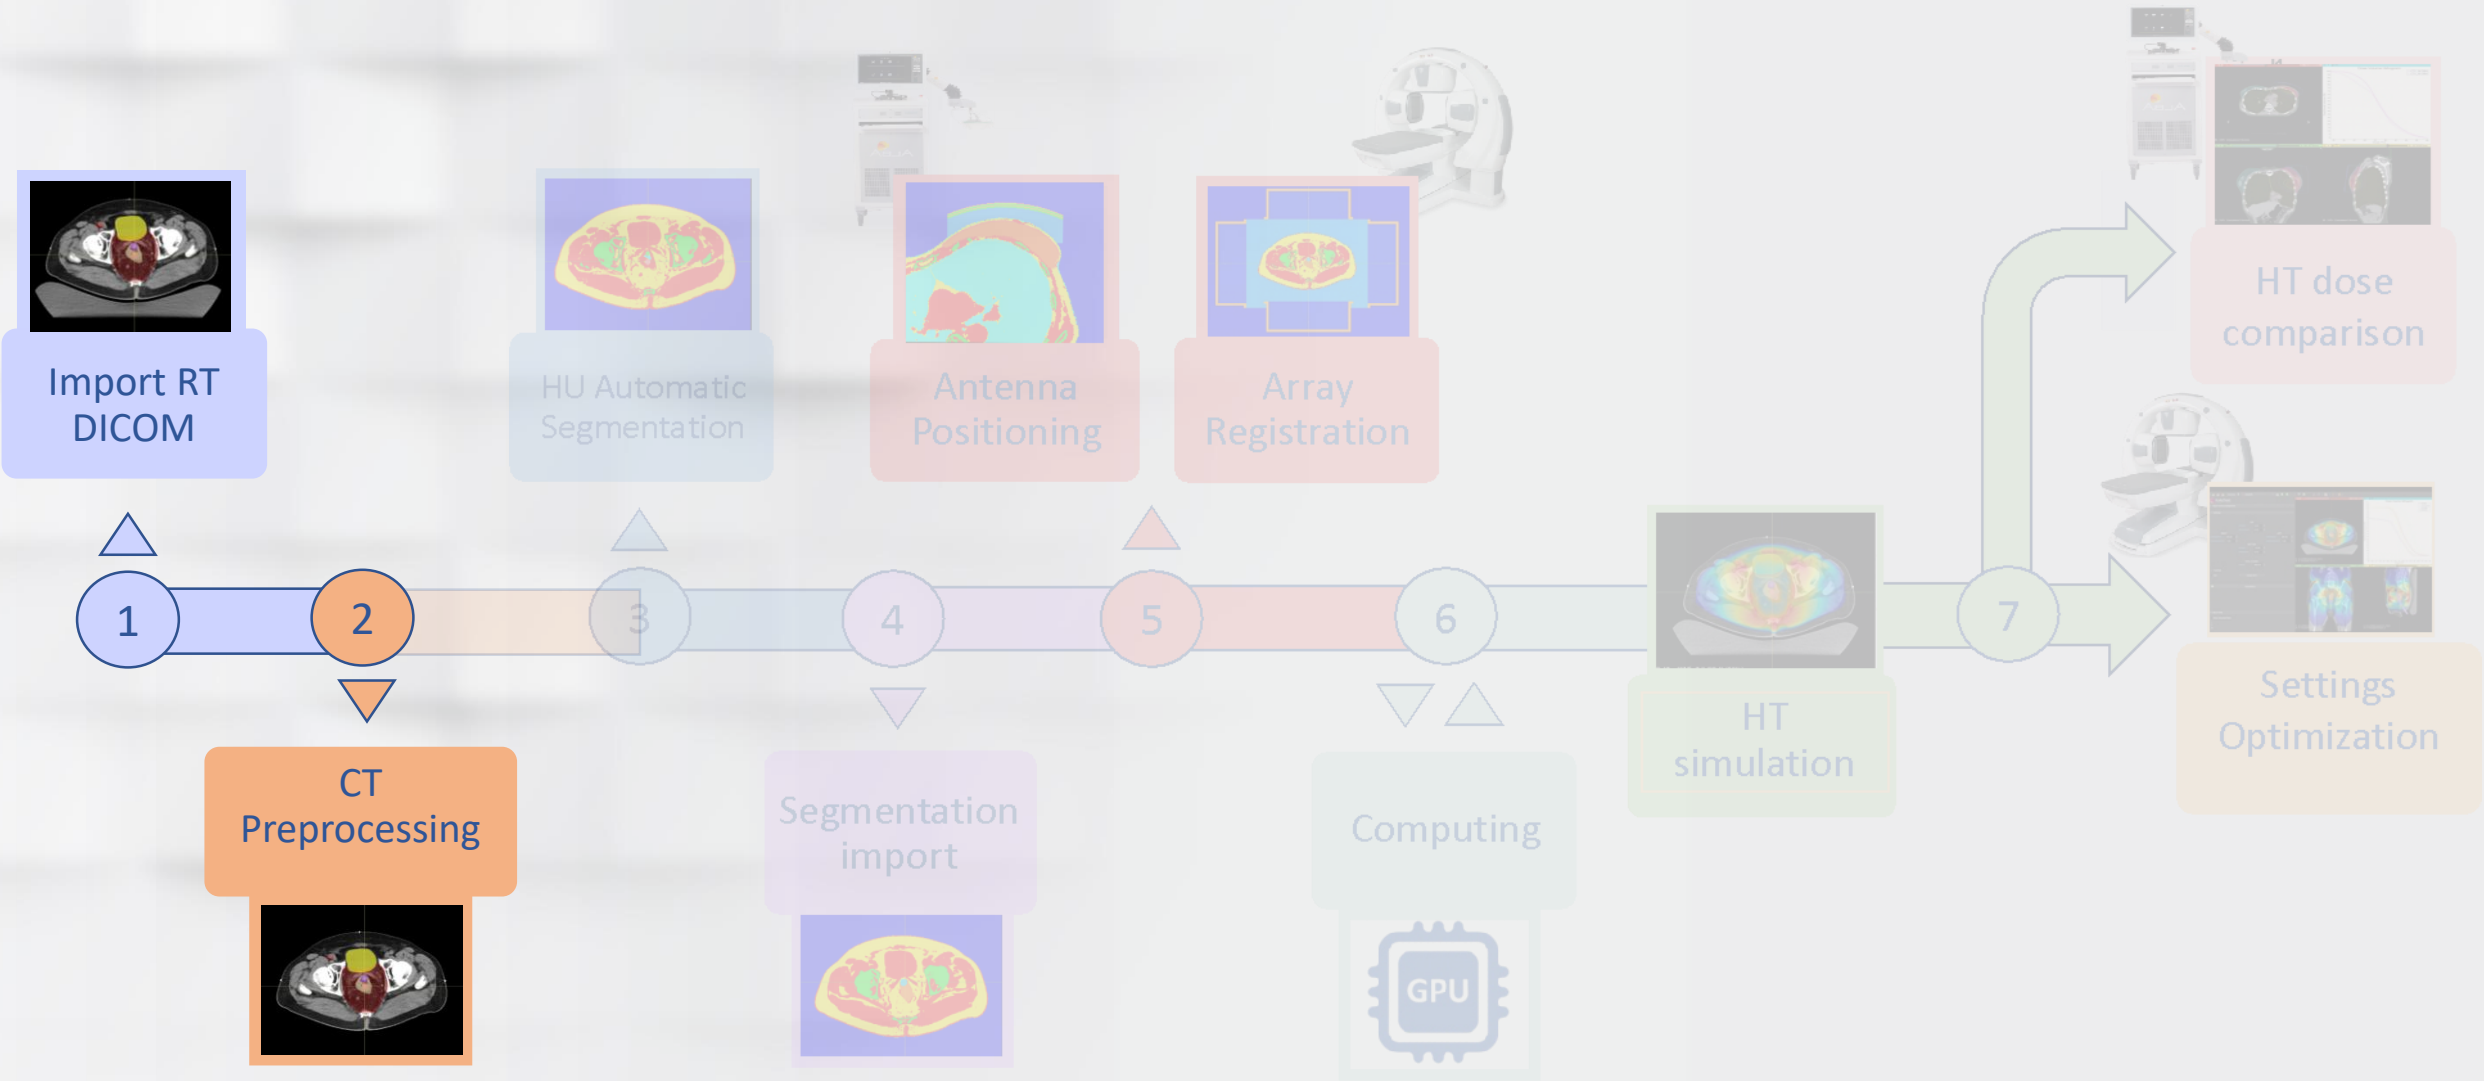 Import RT
DICOM
HU Automatic
Segmentation
Antenna
Positioning
Array
Registration
HT dose
comparison
1
2
3
4
5
6
7
CT
Preprocessing
Segmentation
import
Computing
GPU
HT
simulation
Settings
Optimization